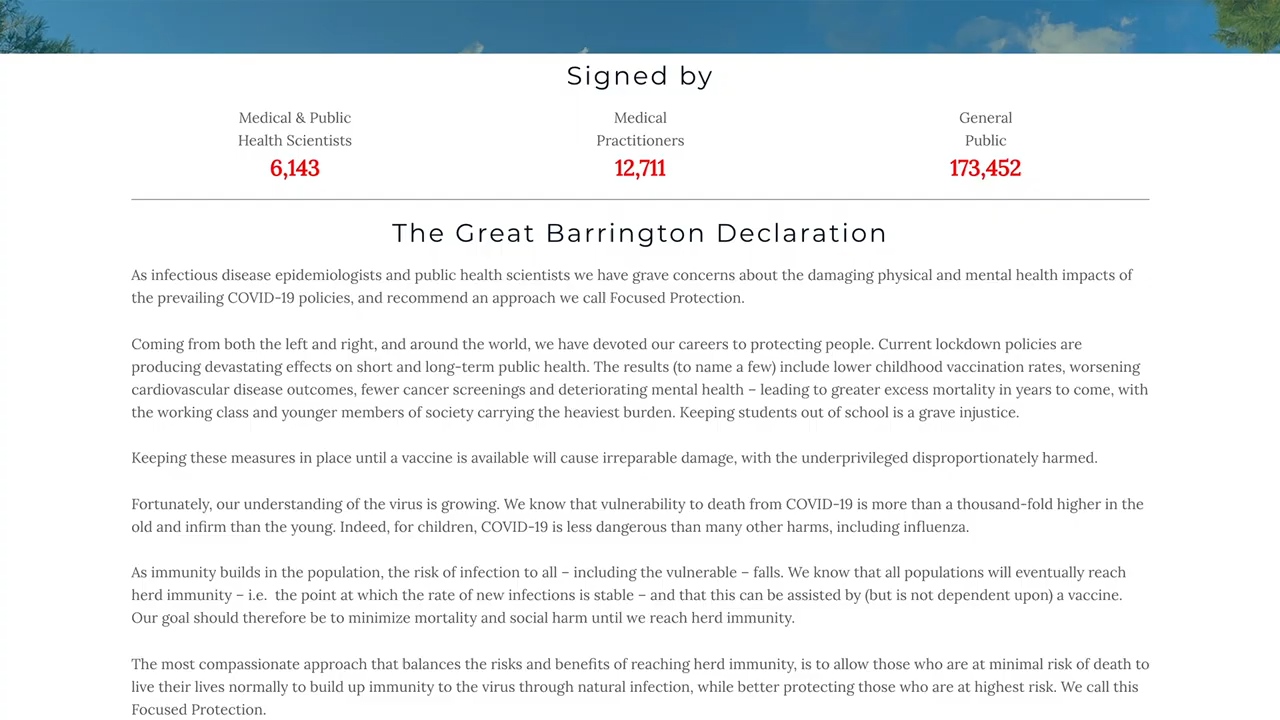 Signed by
Medical & Public
Health Scientists
6,143
Medical
Practitioners
12,711
General
Public
173,452
The Great Barrington Declaration
As infectious disease epidemiologists and public health scientists we have grave concerns about the damaging physical and mental health impacts of
the prevailing COVID-19 policies, and recommend an approach we call Focused Protection.
Coming from both the left and right, and around the world, we have devoted our careers to protecting people. Current lockdown policies are
producing devastating effects on short and long-term public health. The results (to name a few) include lower childhood vaccination rates, worsening
cardiovascular disease outcomes, fewer cancer screenings and deteriorating mental health – leading to greater excess mortality in years to come, with
the working class and younger members of society carrying the heaviest burden. Keeping students out of school is a grave injustice.
Keeping these measures in place until a vaccine is available will cause irreparable damage, with the underprivileged disproportionately harmed.
Fortunately, our understanding of the virus is growing. We know that vulnerability to death from COVID-19 is more than a thousand-fold higher in the
old and infirm than the young. Indeed, for children, COVID-19 is less dangerous than many other harms, including influenza.
As immunity builds in the population, the risk of infection to all – including the vulnerable – falls. We know that all populations will eventually reach
herd immunity – i.e.  the point at which the rate of new infections is stable – and that this can be assisted by (but is not dependent upon) a vaccine.
Our goal should therefore be to minimize mortality and social harm until we reach herd immunity.
The most compassionate approach that balances the risks and benefits of reaching herd immunity, is to allow those who are at minimal risk of death to
live their lives normally to build up immunity to the virus through natural infection, while better protecting those who are at highest risk. We call this
Focused Protection.